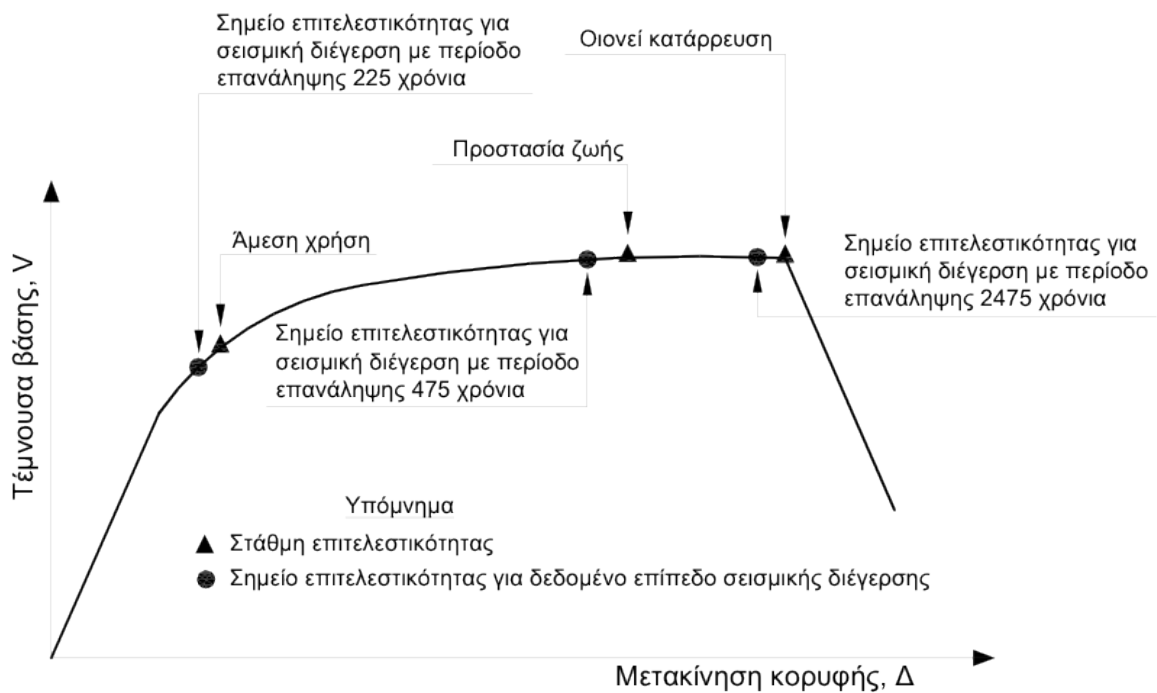 Σημείο επιτελεστικότητας για
σεισμική διέγερση με περίοδο
επανάληψης 225 χρόνια
Οιονεί κατάρρευση
Προστασία ζωής
Άμεση χρήση
Σημείο επιτελεστικότητας για
σεισμική διέγερση με περίοδο
επανάληψης 2475 χρόνια
Σημείο επιτελεστικότητας για
σεισμική διέγερση με περίοδο
επανάληψης 475 χρόνια
Τέμνουσα βάσης, V
Υπόμνημα
Στάθμη επιτελεστικότητας
Σημείο επιτελεστικότητας για δεδομένο επίπεδο σεισμικής διέγερσης
Μετακίνηση κορυφής, Δ